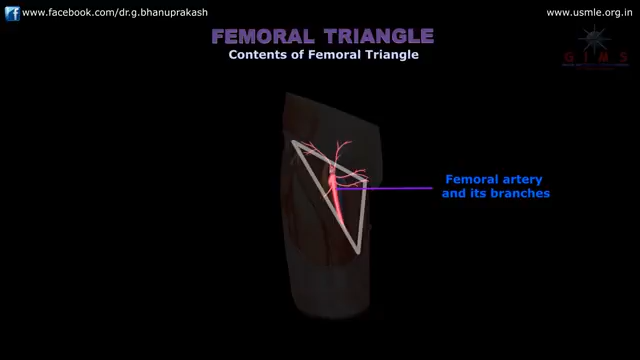 www.facebook.com/dr.g.bhanuprakash
www.usmle.org.in
FEMORAL TRIANGLE
Contents of Femoral Triangle
G I M S
Femoral artery
and its branches